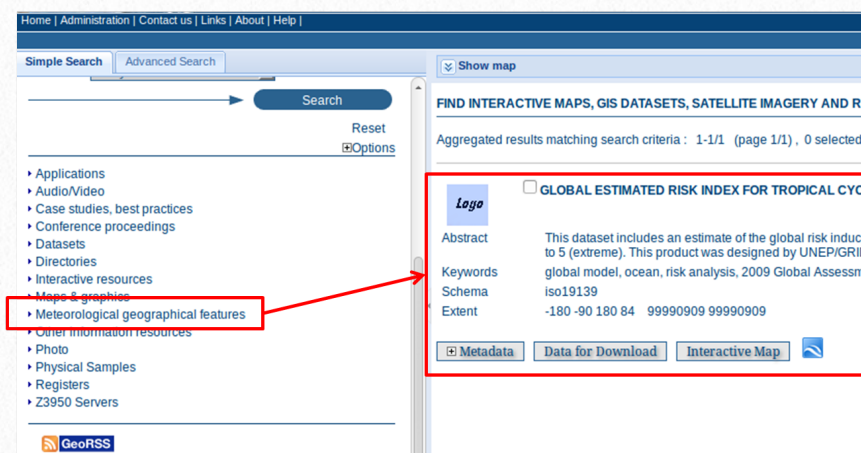 Home | Administration | Contact us | Links | About | Help |
Simple Search
Advanced Search
Search
Reset
Options
Applications
Audio/Video
Case studies, best practices
Conference proceedings
Datasets
Directories
Interactive resources
Maps & graphics
Meteorological geographical features
Other information resources
Photo
Physical Samples
Registers
Z3950 Servers
GeoRSS
Show map
FIND INTERACTIVE MAPS, GIS DATASETS, SATELLITE IMAGERY AND R
Aggregated results matching search criteria : 1-1/1 (page 1/1) , 0 selected
Logo
GLOBAL ESTIMATED RISK INDEX FOR TROPICAL CYC
Abstract This dataset includes an estimate of the global risk induc
to 5 (extreme). This product was designed by UNEP/GRI
Keywords global model, ocean, risk analysis, 2009 Global Assessm
Schema iso19139
Extent -180 -90 180 84 99990909 99990909
Metadata Data for Download Interactive Map